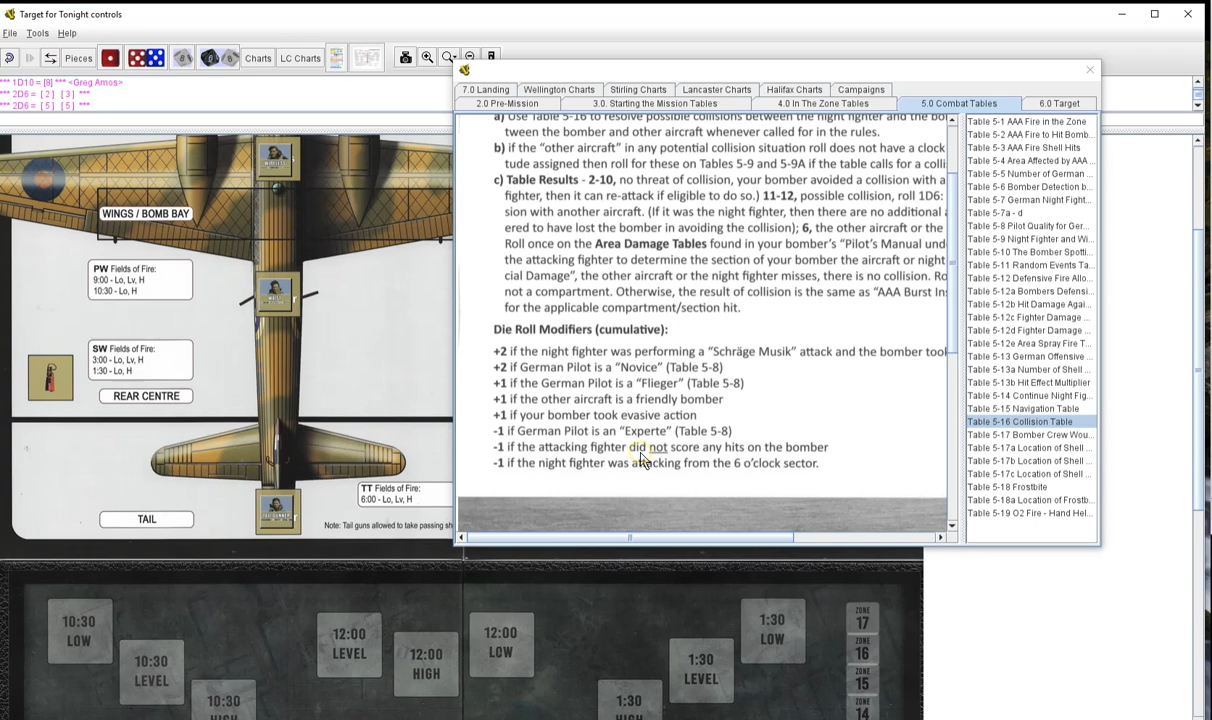 Target for Tonight controls
File Tools Help
Pieces
Charts
LC Charts
*** 1D10 = [8] *** <Greg Amos>
*** 2D6 = [ 2 ] [ 3 ] ***
*** 2D6 = [ 5 ] [ 5 ] ***
WIRELESS
WINGS / BOMB BAY
PW Fields of Fire:
9:00 - Lo, Lv, H
10:30 - Lo, H
SW Fields of Fire:
3:00 - Lo, Lv, H
1:30 - Lo, H
REAR CENTRE
TT Fields of Fire:
6:00 - Lo, Lv, H
TAIL
TAIL GUNNER
Note: Tail guns allowed to take passing sh
7.0 Landing
Wellington Charts
Stirling Charts
Lancaster Charts
Halifax Charts
Campaigns
2.0 Pre-Mission
3.0. Starting the Mission Tables
4.0 In The Zone Tables
5.0 Combat Tables
6.0 Target
a) Use Table 5-16 to resolve possible collisions between the night fighter and the bo
tween the bomber and other aircraft whenever called for in the rules.
b) if the “other aircraft” in any potential collision situation roll does not have a clock
tude assigned then roll for these on Tables 5-9 and 5-9A if the table calls for a colli
c) Table Results - 2-10, no threat of collision, your bomber avoided a collision with a
fighter, then it can re-attack if eligible to do so.) 11-12, possible collision, roll 1D6:
sion with another aircraft. (If it was the night fighter, then there are no additional
ered to have lost the bomber in avoiding the collision); 6, the other aircraft or the
Roll once on the Area Damage Tables found in your bomber’s “Pilot’s Manual und
the attacking fighter to determine the section of your bomber the aircraft or night
cial Damage”, the other aircraft or the night fighter misses, there is no collision. Ro
not a compartment. Otherwise, the result of collision is the same as “AAA Burst In
for the applicable compartment/section hit.
Die Roll Modifiers (cumulative):
+2 if the night fighter was performing a “Schräge Musik” attack and the bomber took
+2 if German Pilot is a “Novice” (Table 5-8)
+1 if the German Pilot is a “Flieger” (Table 5-8)
+1 if the other aircraft is a friendly bomber
+1 if your bomber took evasive action
-1 if German Pilot is an “Experte” (Table 5-8)
-1 if the attacking fighter did not score any hits on the bomber
-1 if the night fighter was attacking from the 6 o’clock sector.
Table 5-1 AAA Fire in the Zone
Table 5-2 AAA Fire to Hit Bomb...
Table 5-3 AAA Fire Shell Hits
Table 5-4 Area Affected by AAA ...
Table 5-5 Number of German ...
Table 5-6 Bomber Detection b...
Table 5-7 German Night Fight...
Table 5-7a - d
Table 5-8 Pilot Quality for Ger...
Table 5-9 Night Fighter and Wi...
Table 5-10 The Bomber Spotti...
Table 5-11 Random Events Ta...
Table 5-12 Defensive Fire Allo...
Table 5-12a Bombers Defensi...
Table 5-12b Hit Damage Agai...
Table 5-12c Fighter Damage ...
Table 5-12d Fighter Damage ...
Table 5-12e Area Spray Fire T...
Table 5-13 German Offensive ...
Table 5-13a Number of Shell ...
Table 5-13b Hit Effect Multiplier
Table 5-14 Continue Night Fig...
Table 5-15 Navigation Table
Table 5-16 Collision Table
Table 5-17 Bomber Crew Wou...
Table 5-17a Location of Shell ...
Table 5-17b Location of Shell ...
Table 5-17c Location of Shell ...
Table 5-18 Frostbite
Table 5-18a Location of Frostb...
Table 5-19 O2 Fire - Hand Hel...
10:30
LOW
10:30
LEVEL
10:30
HIGH
12:00
LEVEL
12:00
HIGH
12:00
LOW
1:30
HIGH
1:30
LEVEL
1:30
LOW
ZONE
17
ZONE
16
ZONE
15
ZONE
14